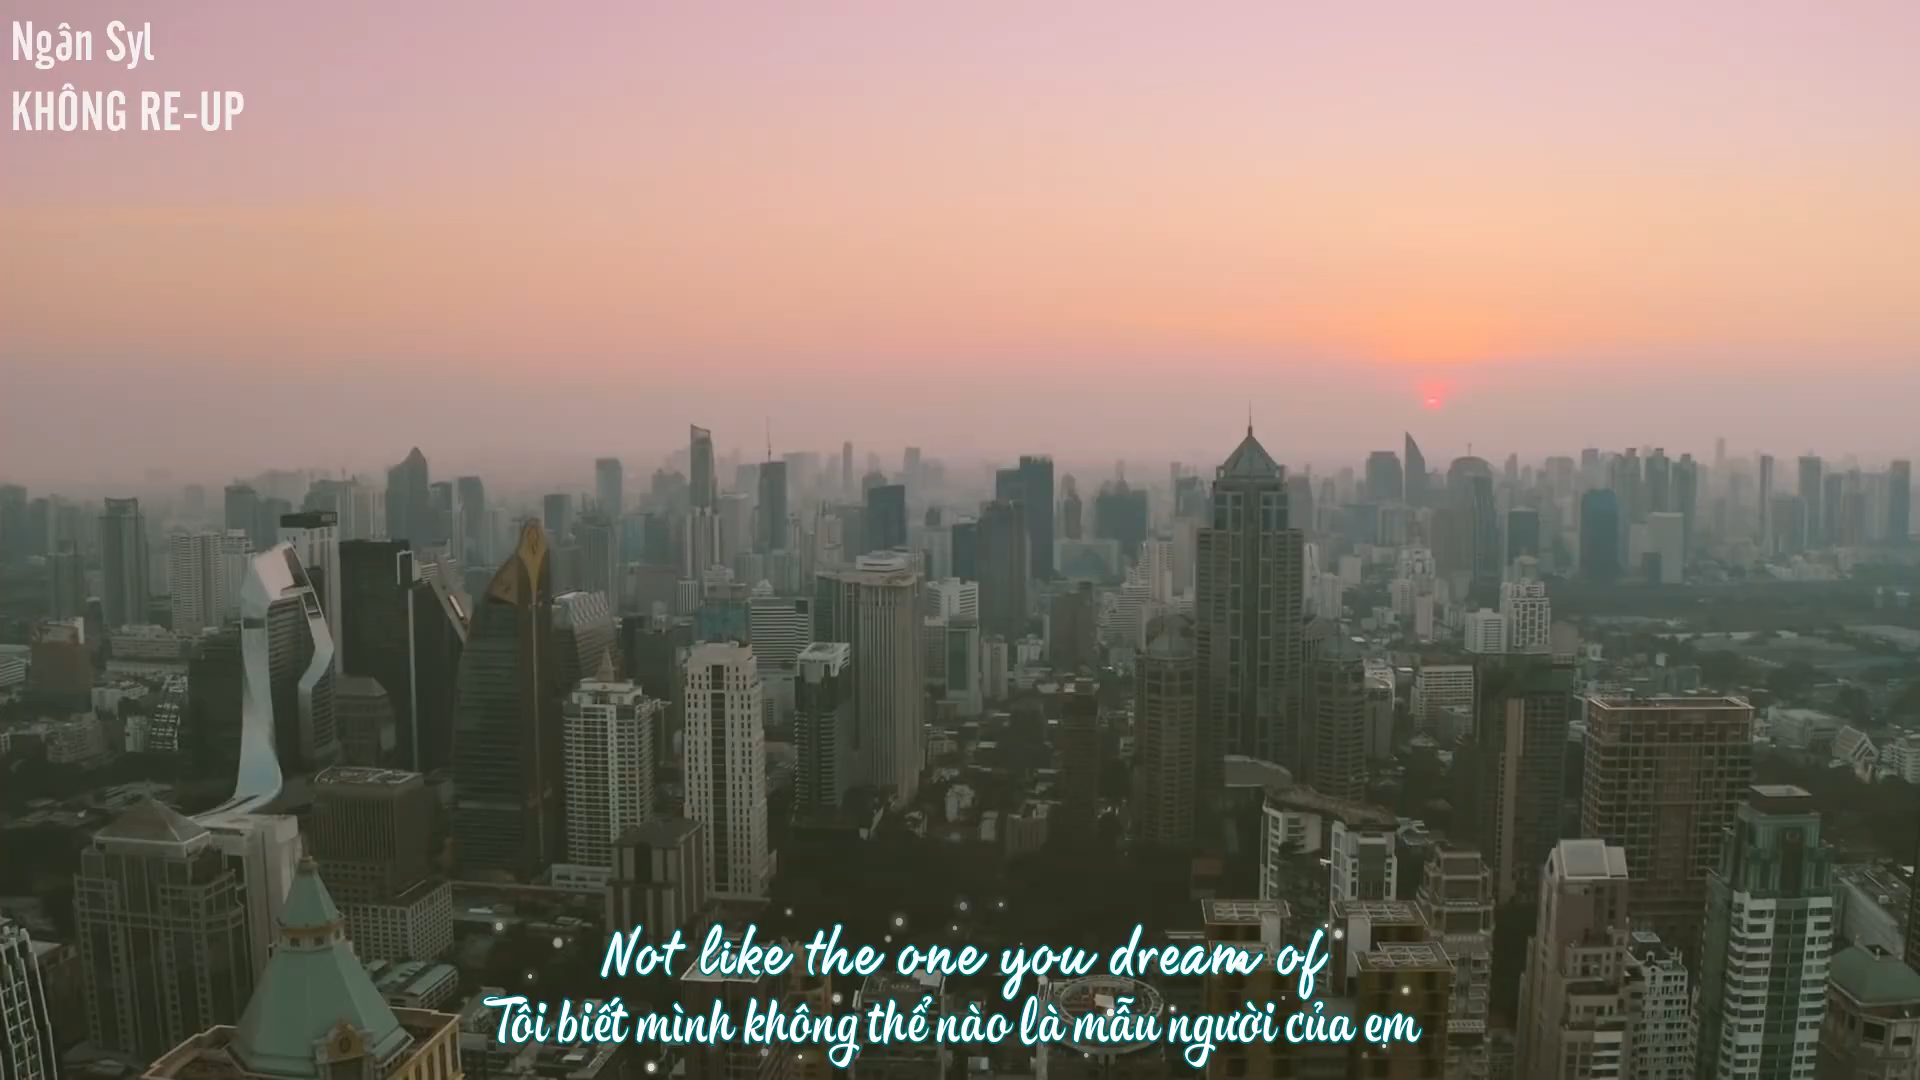 Ngân Syl
KHÔNG RE-UP
Not like the one you dream of
Tôi biết mình không thể nào là mẫu người của em